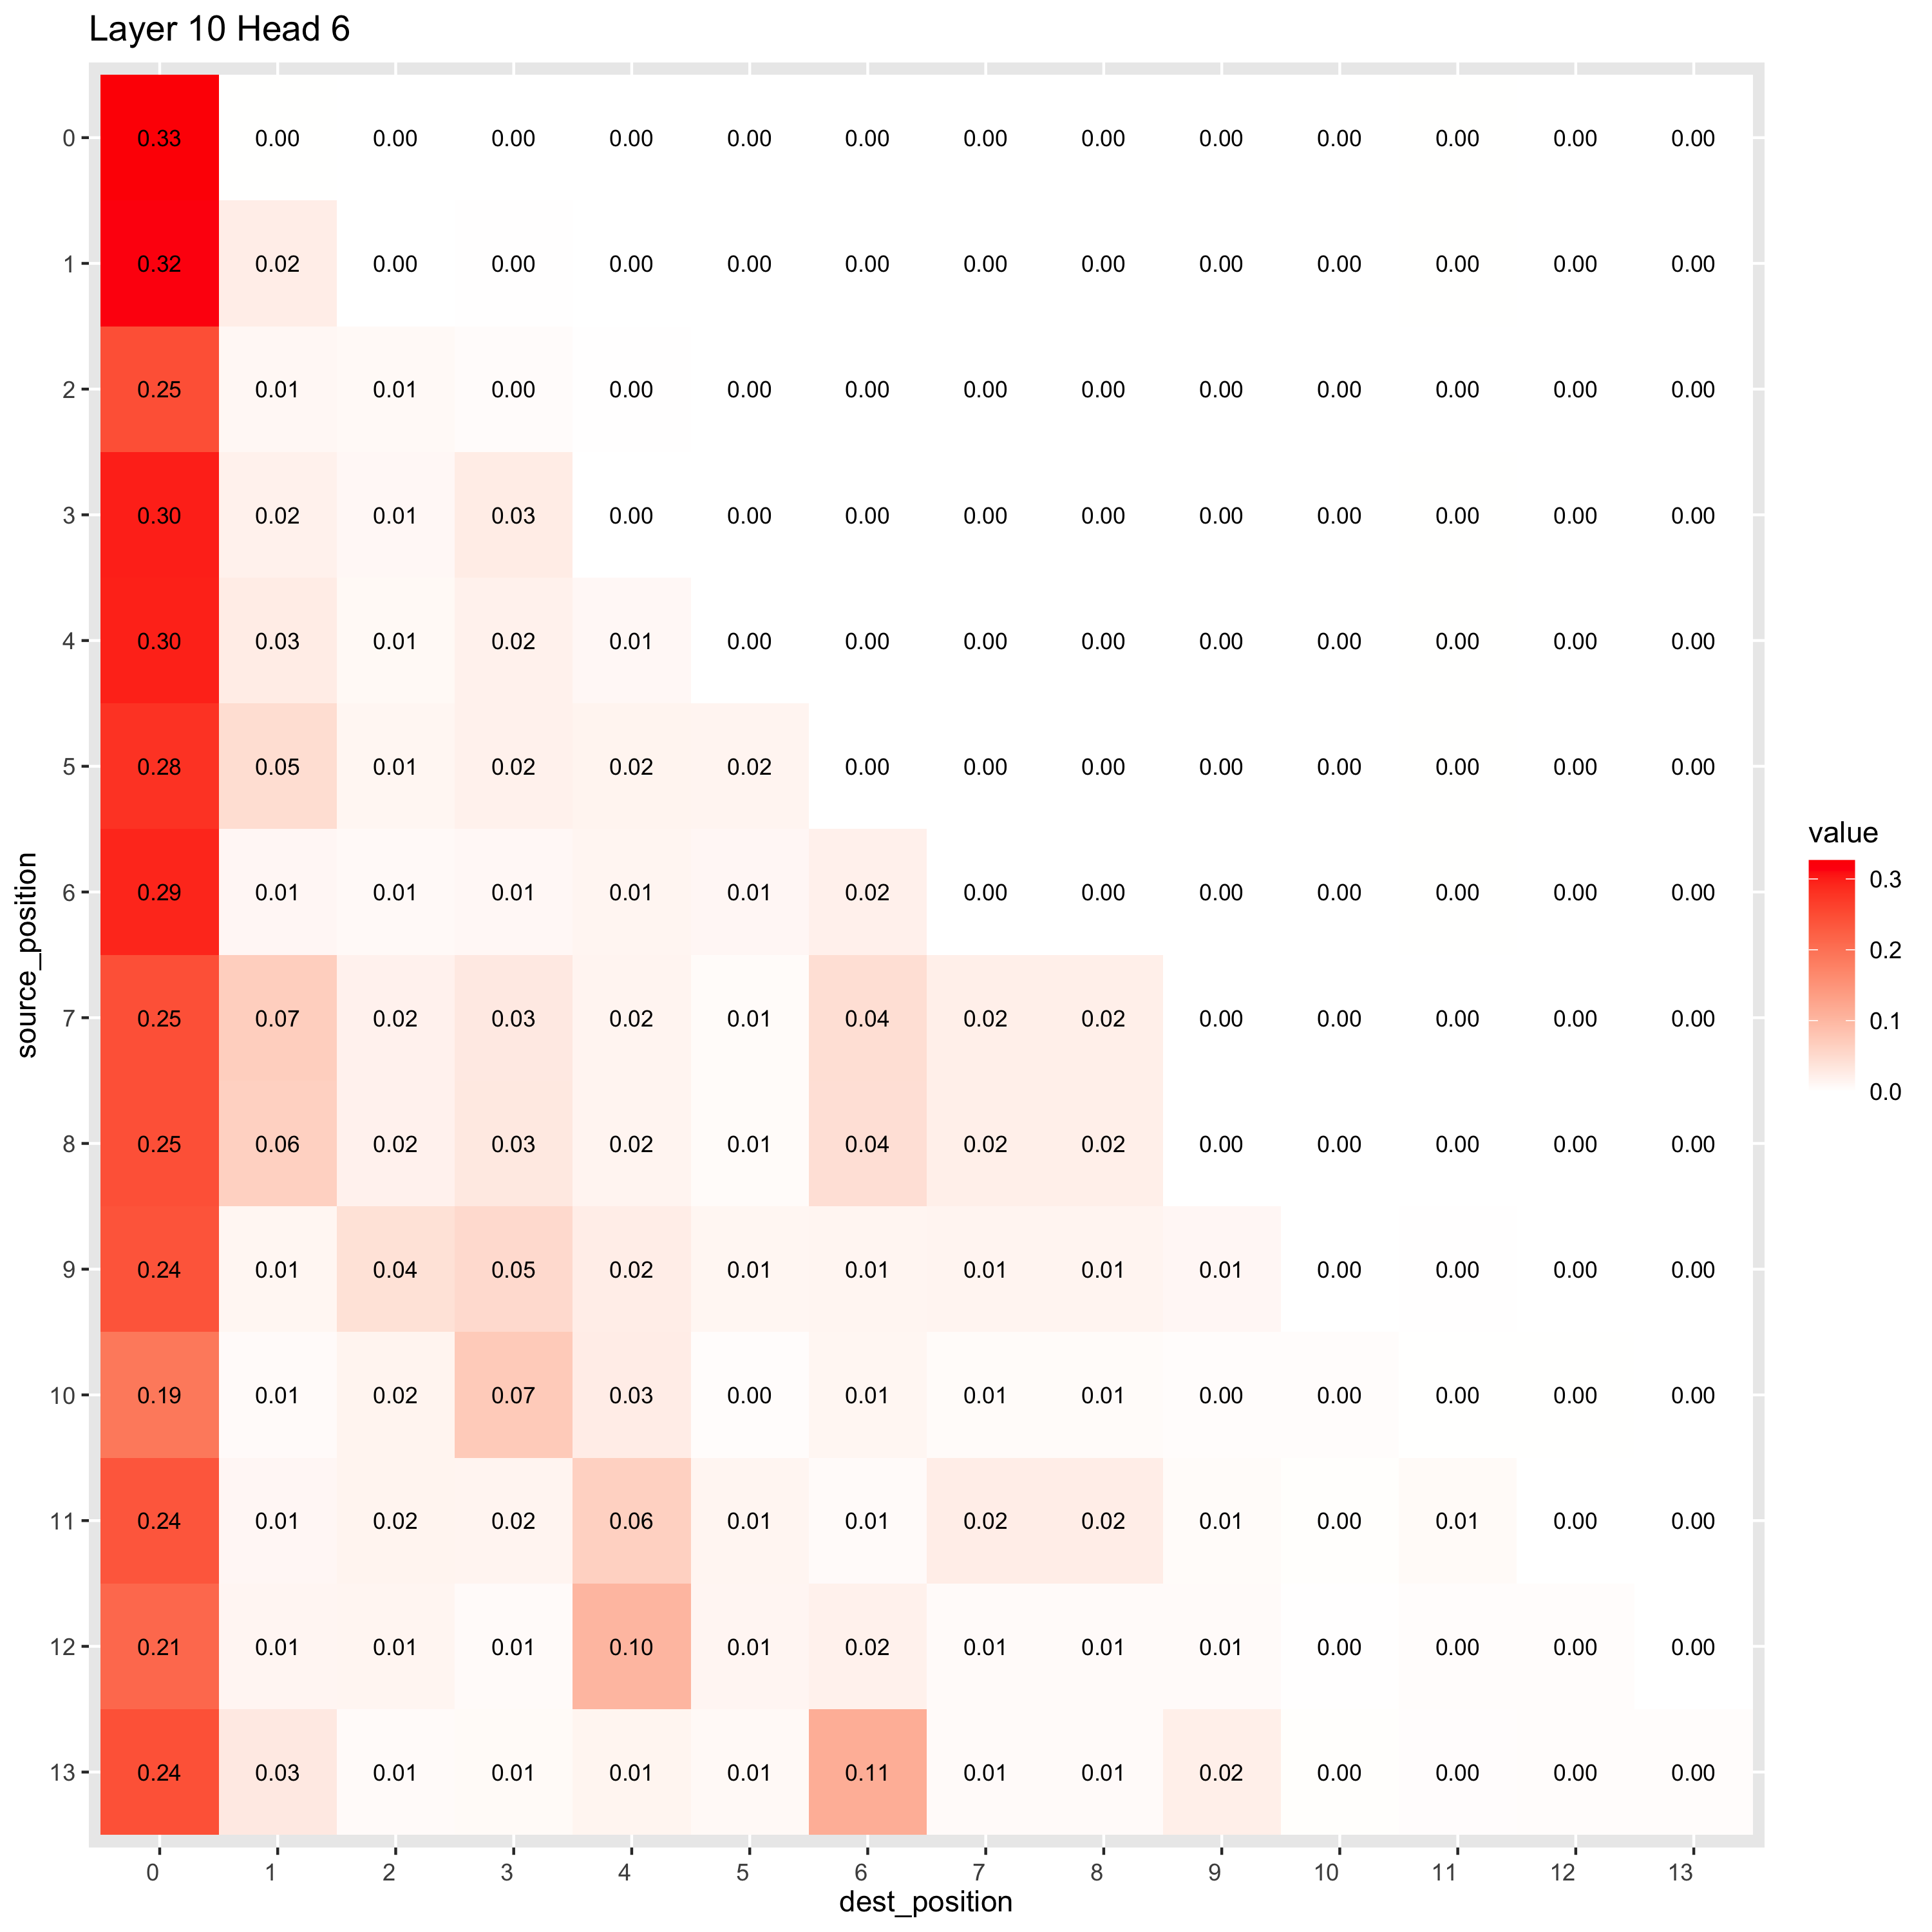 Layer 10 Head 6
0 0.33 0.00 0.00 0.00 0.00 0.00 0.00 0.00 0.00 0.00 0.00 0.00 0.00 0.00
1 0.32 0.02 0.00 0.00 0.00 0.00 0.00 0.00 0.00 0.00 0.00 0.00 0.00 0.00
2 0.25 0.01 0.01 0.00 0.00 0.00 0.00 0.00 0.00 0.00 0.00 0.00 0.00 0.00
3 0.30 0.02 0.01 0.03 0.00 0.00 0.00 0.00 0.00 0.00 0.00 0.00 0.00 0.00
4 0.30 0.03 0.01 0.02 0.01 0.00 0.00 0.00 0.00 0.00 0.00 0.00 0.00 0.00
5 0.28 0.05 0.01 0.02 0.02 0.02 0.00 0.00 0.00 0.00 0.00 0.00 0.00 0.00
6 0.29 0.01 0.01 0.01 0.01 0.01 0.02 0.00 0.00 0.00 0.00 0.00 0.00 0.00
7 0.25 0.07 0.02 0.03 0.02 0.01 0.04 0.02 0.02 0.00 0.00 0.00 0.00 0.00
8 0.25 0.06 0.02 0.03 0.02 0.01 0.04 0.02 0.02 0.00 0.00 0.00 0.00 0.00
9 0.24 0.01 0.04 0.05 0.02 0.01 0.01 0.01 0.01 0.01 0.00 0.00 0.00 0.00
10 0.19 0.01 0.02 0.07 0.03 0.00 0.01 0.01 0.01 0.00 0.00 0.00 0.00 0.00
11 0.24 0.01 0.02 0.02 0.06 0.01 0.01 0.02 0.02 0.01 0.00 0.01 0.00 0.00
12 0.21 0.01 0.01 0.01 0.10 0.01 0.02 0.01 0.01 0.01 0.00 0.00 0.00 0.00
13 0.24 0.03 0.01 0.01 0.01 0.01 0.11 0.01 0.01 0.02 0.00 0.00 0.00 0.00
0 1 2 3 4 5 6 7 8 9 10 11 12 13
dest_position
source_position
value
0.3
0.2
0.1
0.0